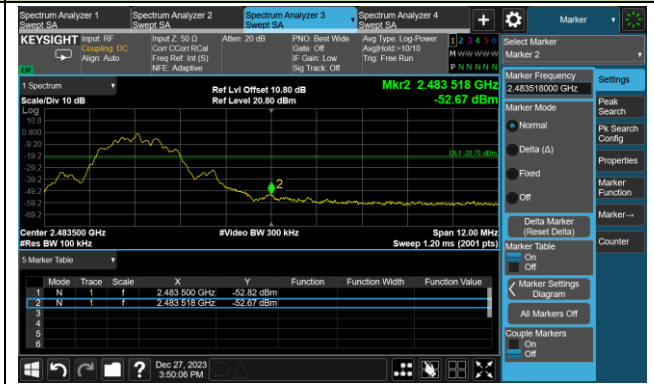 Spectrum Analyzer 1
Swept SA
Spectrum Analyzer 2
Swept SA
Spectrum Analyzer 3
Swept SA
Spectrum Analyzer 4
Swept SA
+
Marker
KEYSIGHT
Input: RF
Coupling: DC
Align: Auto
Input Z: 50 Ω
Corr CCorr RCal
Freq Ref: Int (S)
NFE: Adaptive
Atten: 20 dB
PNO: Best Wide
Gate: Off
IF Gain: Low
Sig Track: Off
Avg Type: Log-Power
Avg|Hold:>10/10
Trig: Free Run
1 2 3 4 5 6
M W W W W W
P N N N N N
Select Marker
Marker 2
LW
1 Spectrum
Scale/Div 10 dB
Ref Lvl Offset 10.80 dB
Ref Level 20.80 dBm
Mkr2 2.483 518 GHz
-52.67 dBm
Log
10.8
0.800
-9.20
-19.2
-29.2
-39.2
-49.2
-59.2
-69.2
DL1 -20.70 dBm
2
Center 2.483500 GHz
#Res BW 100 kHz
#Video BW 300 kHz
Span 12.00 MHz
Sweep 1.20 ms (2001 pts)
5 Marker Table
Mode Trace Scale X Y Function Function Width Function Value
1 N 1 f 2.483 500 GHz -52.82 dBm
2 N 1 f 2.483 518 GHz -52.67 dBm
3
4
5
6
Marker Frequency
2.483518000 GHz
Marker Mode
Normal
Delta (Δ)
Fixed
Off
Delta Marker
(Reset Delta)
Marker Table
On
Off
Marker Settings
Diagram
All Markers Off
Couple Markers
On
Off
Settings
Peak
Search
Pk Search
Config
Properties
Marker
Function
Marker→
Counter
?
Dec 27, 2023
3:50:06 PM